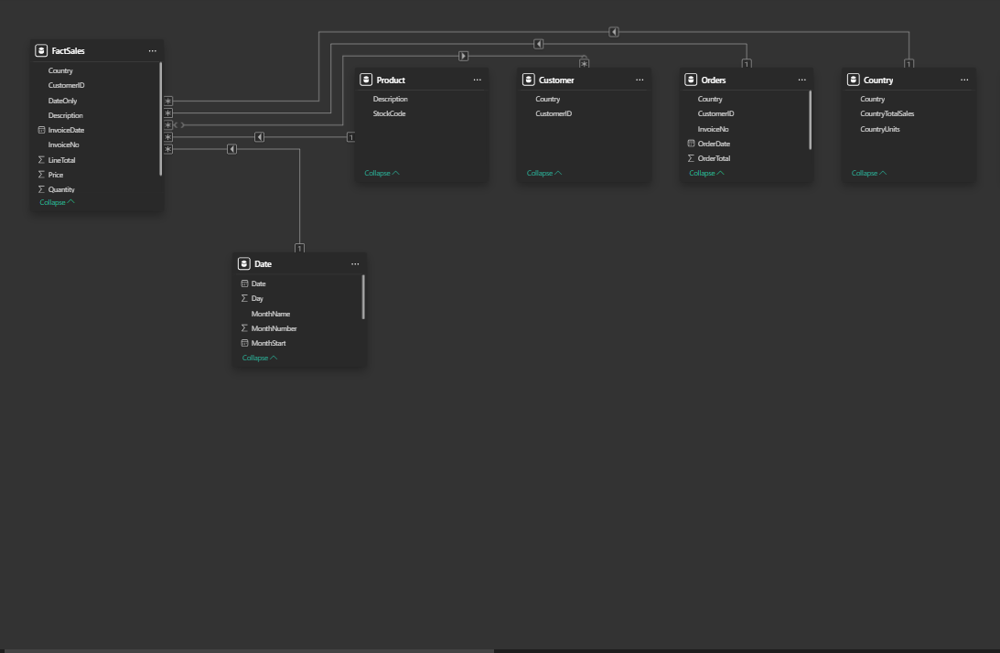 FactSales
Country
CustomerID
DateOnly
Description
InvoiceDate
InvoiceNo
LineTotal
Price
Quantity
Collapse
*
*
*
*
*
1
Product
Description
StockCode
Collapse
*
Customer
Country
CustomerID
Collapse
1
Orders
Country
CustomerID
InvoiceNo
OrderDate
OrderTotal
Collapse
1
Country
Country
CountryTotalSales
CountryUnits
Collapse
1
Date
Date
Day
MonthName
MonthNumber
MonthStart
Collapse